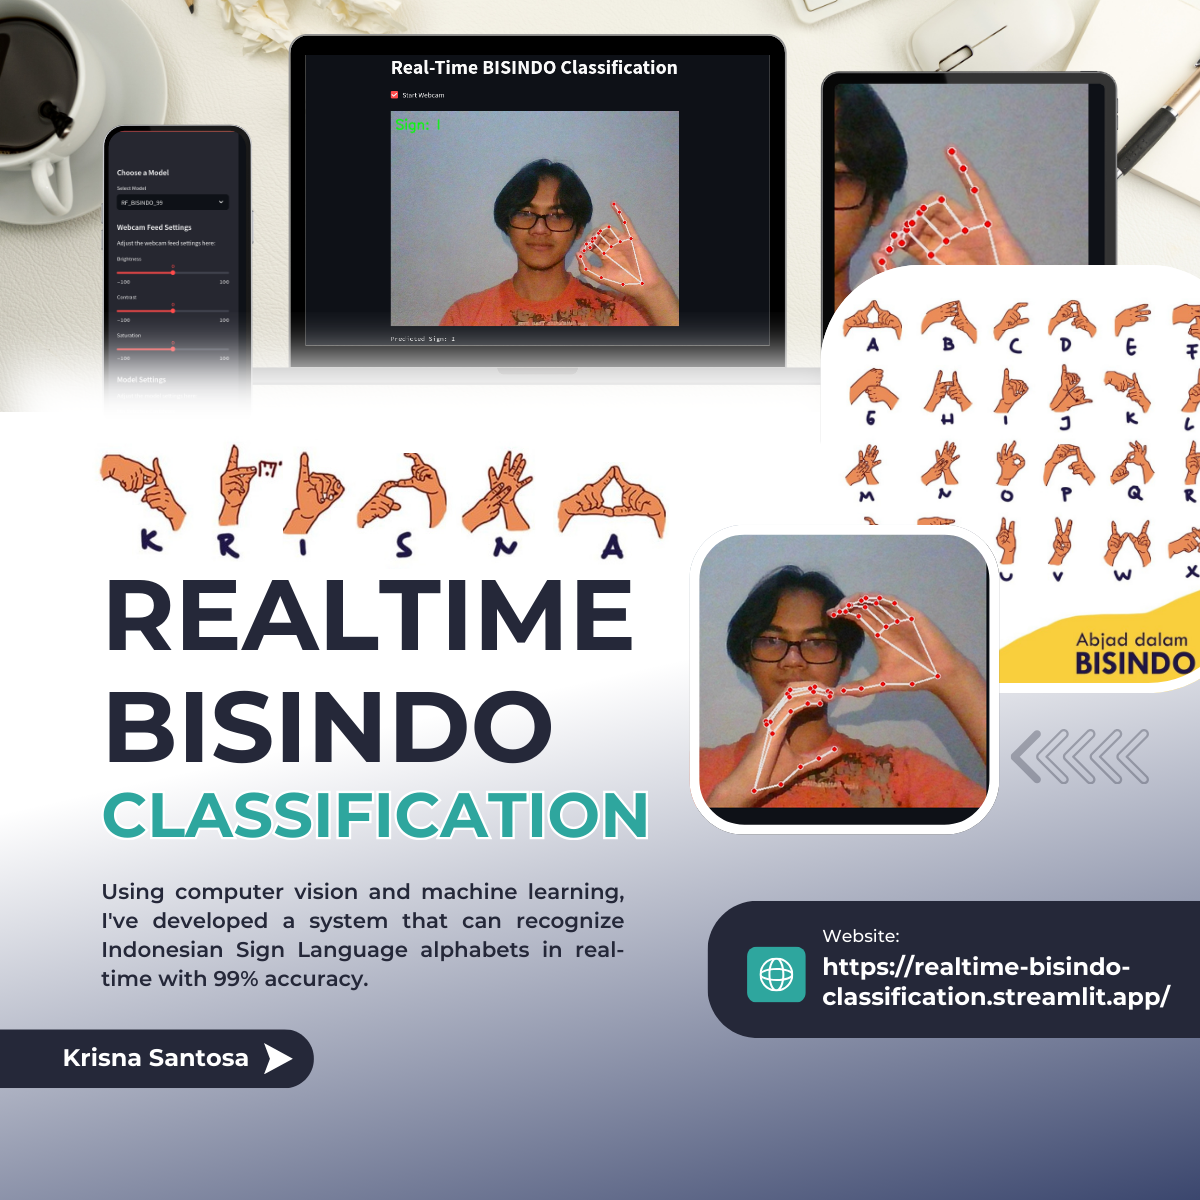 Real-Time BISINDO Classification
Start Webcam
Sign: I
Predicted Sign: I
Choose a Model
Select Model
RF_BISINDO_99
Webcam Feed Settings
Adjust the webcam feed settings here:
Brightness
0
-100 100
Contrast
0
-100 100
Saturation
0
-100 100
Model Settings
A B C D E F
G H I J K L
M N O P Q R
U V W X
Abjad dalam
BISINDO
K R I S N A
REALTIME
BISINDO
CLASSIFICATION
Using computer vision and machine learning,
I've developed a system that can recognize
Indonesian Sign Language alphabets in real-
time with 99% accuracy.
Krisna Santosa
Website:
https://realtime-bisindo-
classification.streamlit.app/